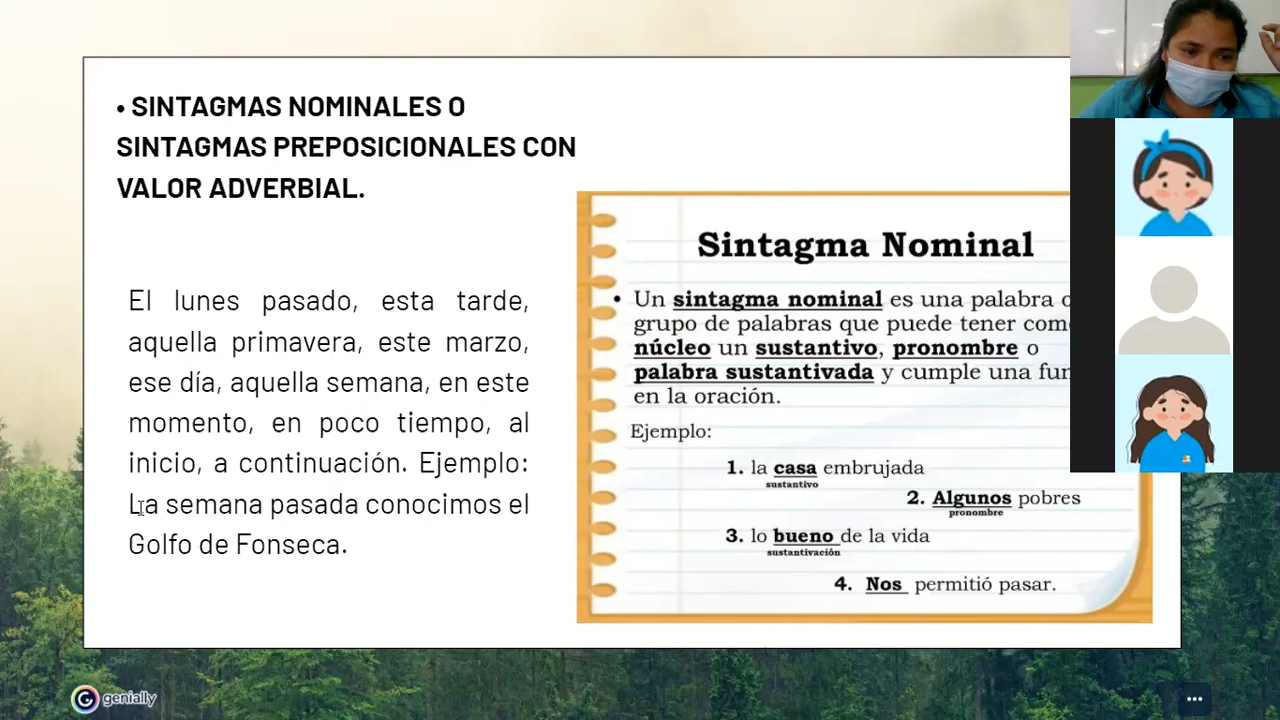 • SINTAGMAS NOMINALES O
SINTAGMAS PREPOSICIONALES CON
VALOR ADVERBIAL.
El lunes pasado, esta tarde,
aquella primavera, este marzo,
ese día, aquella semana, en este
momento, en poco tiempo, al
inicio, a continuación. Ejemplo:
La semana pasada conocimos el
Golfo de Fonseca.
Sintagma Nominal
• Un sintagma nominal es una palabra
grupo de palabras que puede tener
núcleo un sustantivo, pronombre o
palabra sustantivada y cumple una
en la oración.
Ejemplo:
1. la casa embrujada
sustantivo
2. Algunos pobres
pronombre
3. lo bueno de la vida
sustantivación
4. Nos permitió pasar.
genially